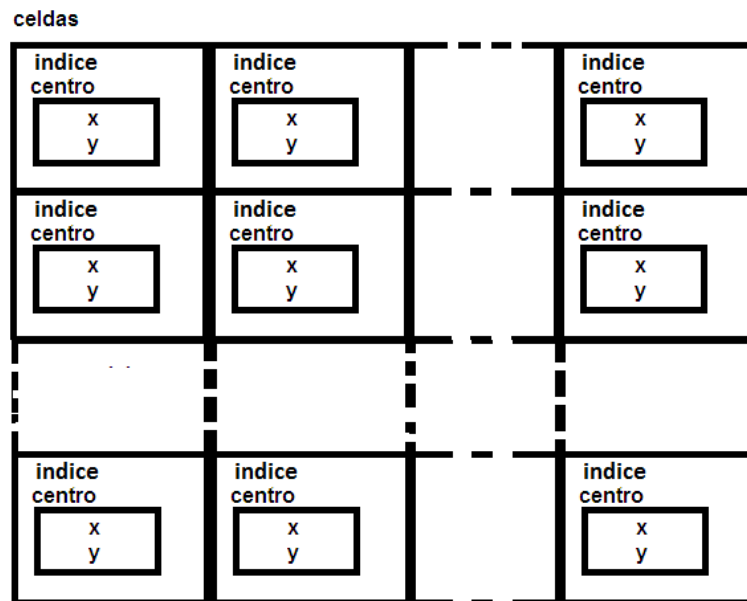 celdas
indice indice indice
centro centro centro
x x x
y y y
indice indice indice
centro centro centro
x x x
y y y
indice indice indice
centro centro centro
x x x
y y y